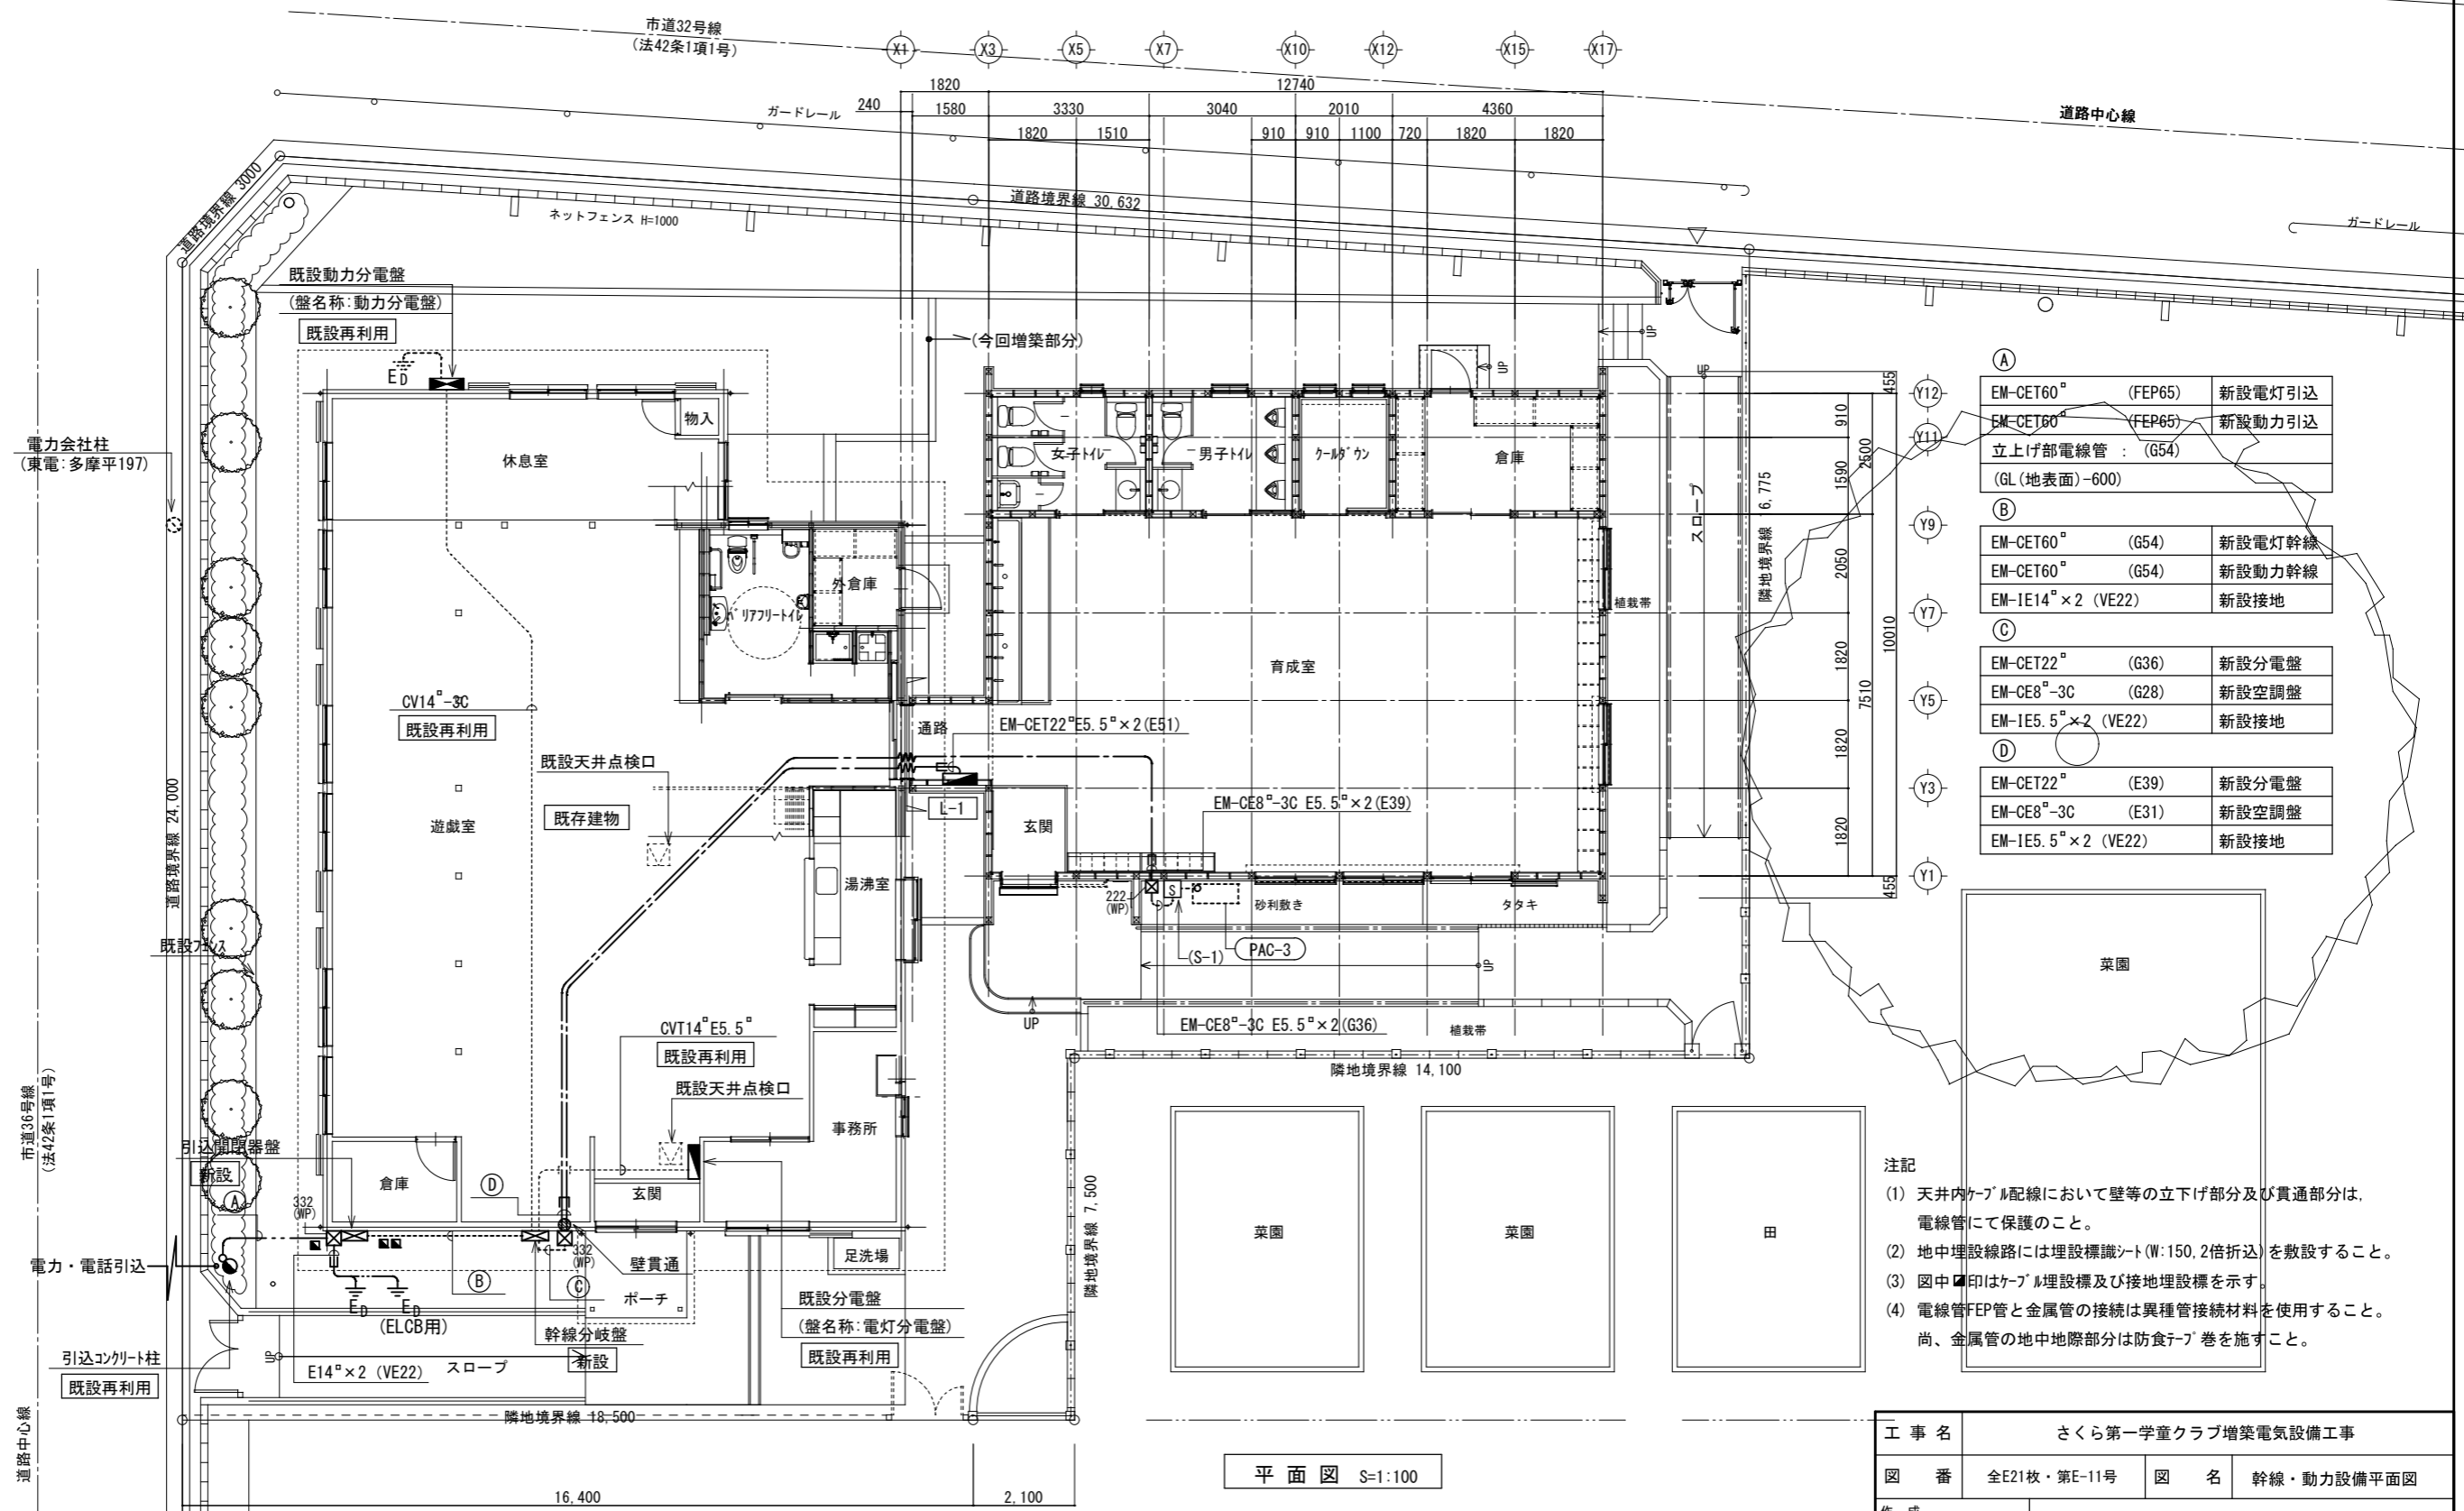 市道32号線
(法42条1項1号)
X1
X3
X5
X7
X10
X12
X15
X17
1820
12740
240
1580
3330
3040
2010
4360
1820
1510
910
910
1100
720
1820
1820
ガードレール
道路中心線
道路境界線 3000
道路境界線 30,632
ネットフェンス H=1000
ガードレール
既設動力分電盤
(盤名称:動力分電盤)
既設再利用
ED
(今回増築部分)
UP
UP
UP
電力会社柱
(東電:多摩平197)
物入
休息室
女子トイレ
男子トイレ
クールダウン
倉庫
スロープ
隣地境界線 16,775
455
910
1590
2500
2050
1820
1820
1820
7510
10010
455
Y12
Y11
Y9
Y7
Y5
Y3
Y1
A
EM-CET60□ (FEP65) 新設電灯引込
EM-CET60□ (FEP65) 新設動力引込
立上げ部電線管 : (G54)
(GL(地表面)-600)
B
EM-CET60□ (G54) 新設電灯幹線
EM-CET60□ (G54) 新設動力幹線
EM-IE14□×2 (VE22) 新設接地
C
EM-CET22□ (G36) 新設分電盤
EM-CE8□-3C (G28) 新設空調盤
EM-IE5.5□×2 (VE22) 新設接地
D
EM-CET22□ (E39) 新設分電盤
EM-CE8□-3C (E31) 新設空調盤
EM-IE5.5□×2 (VE22) 新設接地
外倉庫
バリアフリートイレ
植栽帯
育成室
CV14□-3C
既設再利用
通路
EM-CET22□E5.5□×2(E51)
既設天井点検口
既存建物
L-1
EM-CE8□-3C E5.5□×2(E39)
玄関
遊戯室
湯沸室
道路境界線 24,000
222
(WP)
S
砂利敷き
タタキ
(S-1)
PAC-3
UP
既設フェンス
UP
EM-CE8□-3C E5.5□×2(G36)
植栽帯
CVT14□E5.5□
既設再利用
既設天井点検口
隣地境界線 14,100
菜園
市道36号線
(法42条1項1号)
引込開閉器盤
新設
A
332
(WP)
倉庫
D
玄関
事務所
隣地境界線 7,500
菜園
菜園
田
注記
(1) 天井内ケーブル配線において壁等の立下げ部分及び貫通部分は,
電線管にて保護のこと。
(2) 地中埋設線路には埋設標識シート(W:150,2倍折込)を敷設すること。
(3) 図中印はケーブル埋設標及び接地埋設標を示す。
(4) 電線管FEP管と金属管の接続は異種管接続材料を使用すること。
尚、金属管の地中地際部分は防食テープ巻を施すこと。
電力・電話引込
332
(WP)
壁貫通
足洗場
B
C
ポーチ
ED
ED
(ELCB用)
既設分電盤
(盤名称:電灯分電盤)
既設再利用
幹線分岐盤
新設
引込コンクリート柱
既設再利用
UP
E14□×2 (VE22)
スロープ
隣地境界線 18,500
道路中心線
16,400
2,100
平面図 S=1:100
工事名 さくら第一学童クラブ増築電気設備工事
図番 全E21枚・第E-11号 図名 幹線・動力設備平面図